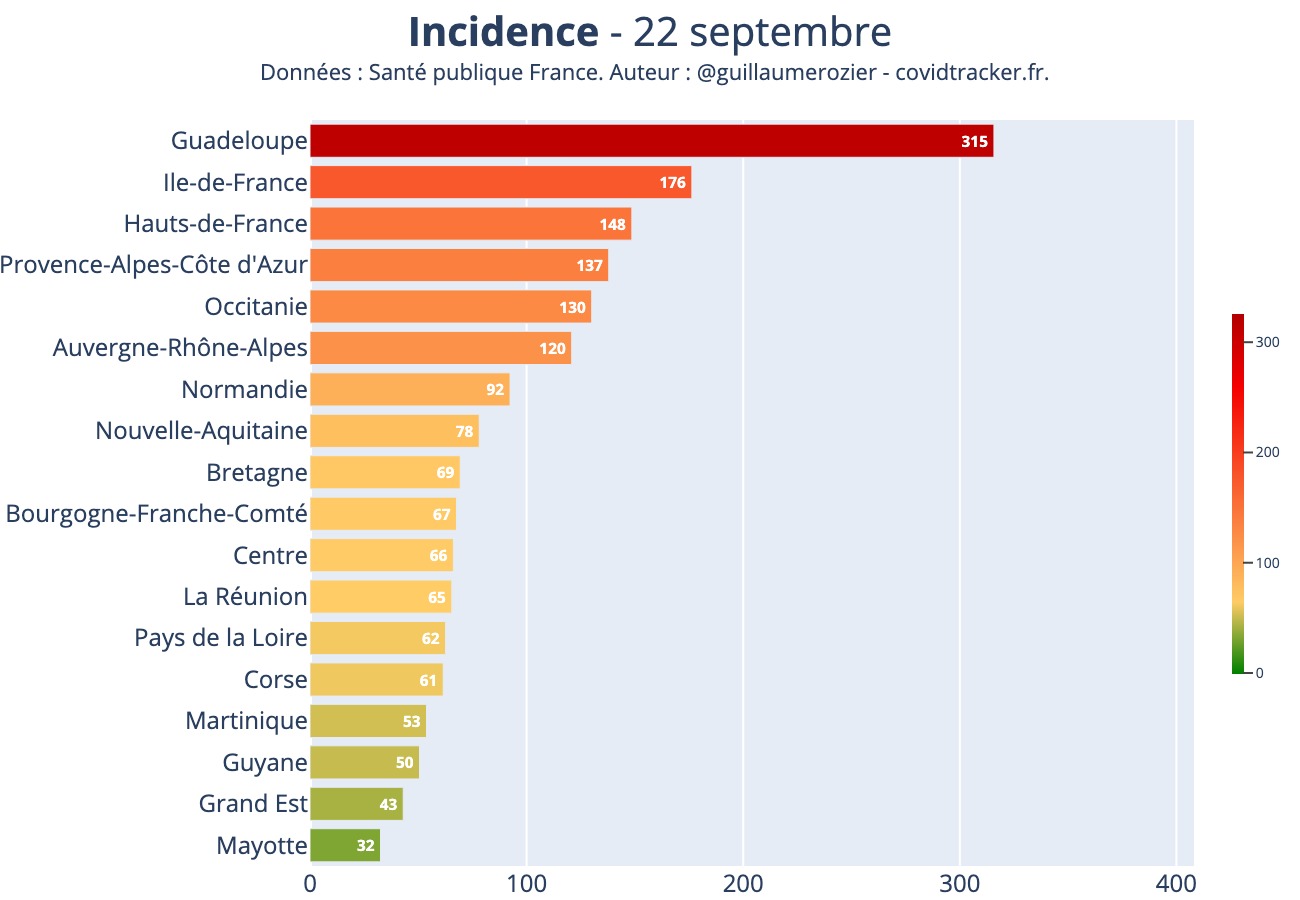 Incidence - 22 septembre
Données : Santé publique France. Auteur : @guillaumerozier - covidtracker.fr.
Guadeloupe 315
Ile-de-France 176
Hauts-de-France 148
Provence-Alpes-Côte d'Azur 137
Occitanie 130
Auvergne-Rhône-Alpes 120
Normandie 92
Nouvelle-Aquitaine 78
Bretagne 69
Bourgogne-Franche-Comté 67
Centre 66
La Réunion 65
Pays de la Loire 62
Corse 61
Martinique 53
Guyane 50
Grand Est 43
Mayotte 32
0 100 200 300 400
300
200
100
0